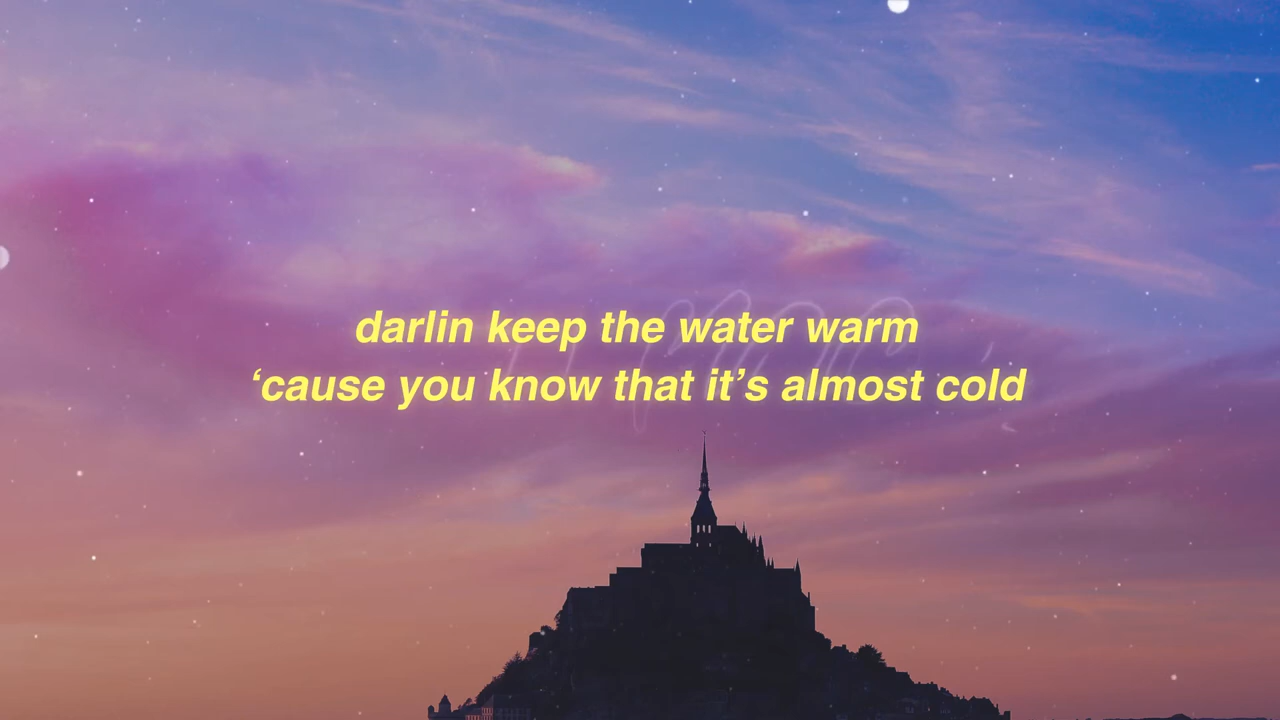 darlin keep the water warm
‘cause you know that it’s almost cold